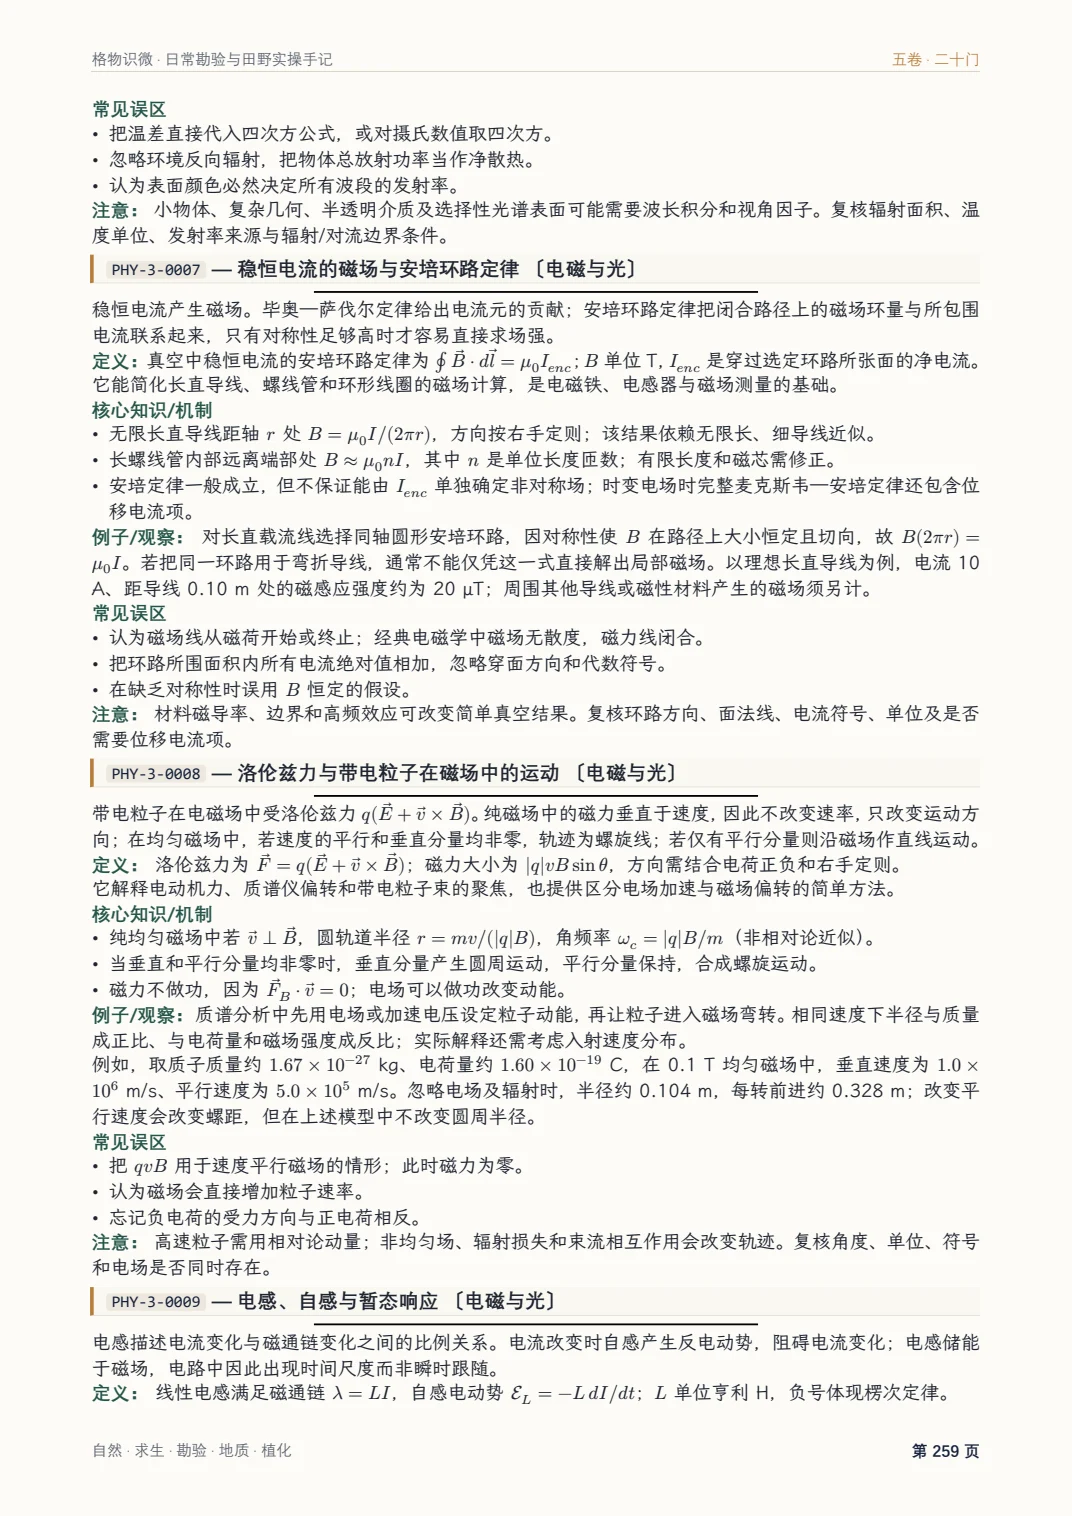 格物识微 · 日常勘验与田野实操手记
五卷 · 二十门
常见误区
• 把温差直接代入四次方公式，或对摄氏数值取四次方。
• 忽略环境反向辐射，把物体总放射功率当作净散热。
• 认为表面颜色必然决定所有波段的发射率。
注意： 小物体、复杂几何、半透明介质及选择性光谱表面可能需要波长积分和视角因子。复核辐射面积、温
度单位、发射率来源与辐射/对流边界条件。
PHY-3-0007 — 稳恒电流的磁场与安培环路定律 〔电磁与光〕
稳恒电流产生磁场。毕奥—萨伐尔定律给出电流元的贡献；安培环路定律把闭合路径上的磁场环量与所包围
电流联系起来，只有对称性足够高时才容易直接求场强。
定义：真空中稳恒电流的安培环路定律为 $\oint \vec{B} \cdot d\vec{l} = \mu_0 I_{enc}$；$B$ 单位 T, $I_{enc}$ 是穿过选定环路所张面的净电流。
它能简化长直导线、螺线管和环形线圈的磁场计算，是电磁铁、电感器与磁场测量的基础。
核心知识/机制
• 无限长直导线距轴 $r$ 处 $B = \mu_0 I/(2\pi r)$，方向按右手定则；该结果依赖无限长、细导线近似。
• 长螺线管内部远离端部处 $B \approx \mu_0 nI$，其中 $n$ 是单位长度匝数；有限长度和磁芯需修正。
• 安培定律一般成立，但不保证能由 $I_{enc}$ 单独确定非对称场；时变电场时完整麦克斯韦—安培定律还包含位
移电流项。
例子/观察： 对长直载流线选择同轴圆形安培环路，因对称性使 $B$ 在路径上大小恒定且切向，故 $B(2\pi r) =$
$\mu_0 I$。若把同一环路用于弯折导线，通常不能仅凭这一式直接解出局部磁场。以理想长直导线为例，电流 10
A、距导线 0.10 m 处的磁感应强度约为 20 μT；周围其他导线或磁性材料产生的磁场须另计。
常见误区
• 认为磁场线从磁荷开始或终止；经典电磁学中磁场无散度，磁力线闭合。
• 把环路所围面积内所有电流绝对值相加，忽略穿面方向和代数符号。
• 在缺乏对称性时误用 $B$ 恒定的假设。
注意： 材料磁导率、边界和高频效应可改变简单真空结果。复核环路方向、面法线、电流符号、单位及是否
需要位移电流项。
PHY-3-0008 — 洛伦兹力与带电粒子在磁场中的运动 〔电磁与光〕
带电粒子在电磁场中受洛伦兹力 $q(\vec{E} + \vec{v} \times \vec{B})$。纯磁场中的磁力垂直于速度，因此不改变速率，只改变运动方
向；在均匀磁场中，若速度的平行和垂直分量均非零，轨迹为螺旋线；若仅有平行分量则沿磁场作直线运动。
定义： 洛伦兹力为 $\vec{F} = q(\vec{E} + \vec{v} \times \vec{B})$；磁力大小为 $|q|vB\sin\theta$，方向需结合电荷正负和右手定则。
它解释电动机力、质谱仪偏转和带电粒子束的聚焦，也提供区分电场加速与磁场偏转的简单方法。
核心知识/机制
• 纯均匀磁场中若 $\vec{v} \perp \vec{B}$，圆轨道半径 $r = mv/(|q|B)$，角频率 $\omega_c = |q|B/m$（非相对论近似）。
• 当垂直和平行分量均非零时，垂直分量产生圆周运动，平行分量保持，合成螺旋运动。
• 磁力不做功，因为 $\vec{F}_B \cdot \vec{v} = 0$；电场可以做功改变动能。
例子/观察：质谱分析中先用电场或加速电压设定粒子动能，再让粒子进入磁场弯转。相同速度下半径与质量
成正比、与电荷量和磁场强度成反比；实际解释还需考虑入射速度分布。
例如，取质子质量约 $1.67 \times 10^{-27}$ kg、电荷量约 $1.60 \times 10^{-19}$ C，在 0.1 T 均匀磁场中，垂直速度为 $1.0 \times$
$10^6$ m/s、平行速度为 $5.0 \times 10^5$ m/s。忽略电场及辐射时，半径约 0.104 m，每转前进约 0.328 m；改变平
行速度会改变螺距，但在上述模型中不改变圆周半径。
常见误区
• 把 $qvB$ 用于速度平行磁场的情形；此时磁力为零。
• 认为磁场会直接增加粒子速率。
• 忘记负电荷的受力方向与正电荷相反。
注意： 高速粒子需用相对论动量；非均匀场、辐射损失和束流相互作用会改变轨迹。复核角度、单位、符号
和电场是否同时存在。
PHY-3-0009 — 电感、自感与暂态响应 〔电磁与光〕
电感描述电流变化与磁通链变化之间的比例关系。电流改变时自感产生反电动势，阻碍电流变化；电感储能
于磁场，电路中因此出现时间尺度而非瞬时跟随。
定义： 线性电感满足磁通链 $\lambda = LI$，自感电动势 $\mathcal{E}_L = -L\,dI/dt$；$L$ 单位亨利 H，负号体现楞次定律。
自然 · 求生 · 勘验 · 地质 · 植化
第 259 页